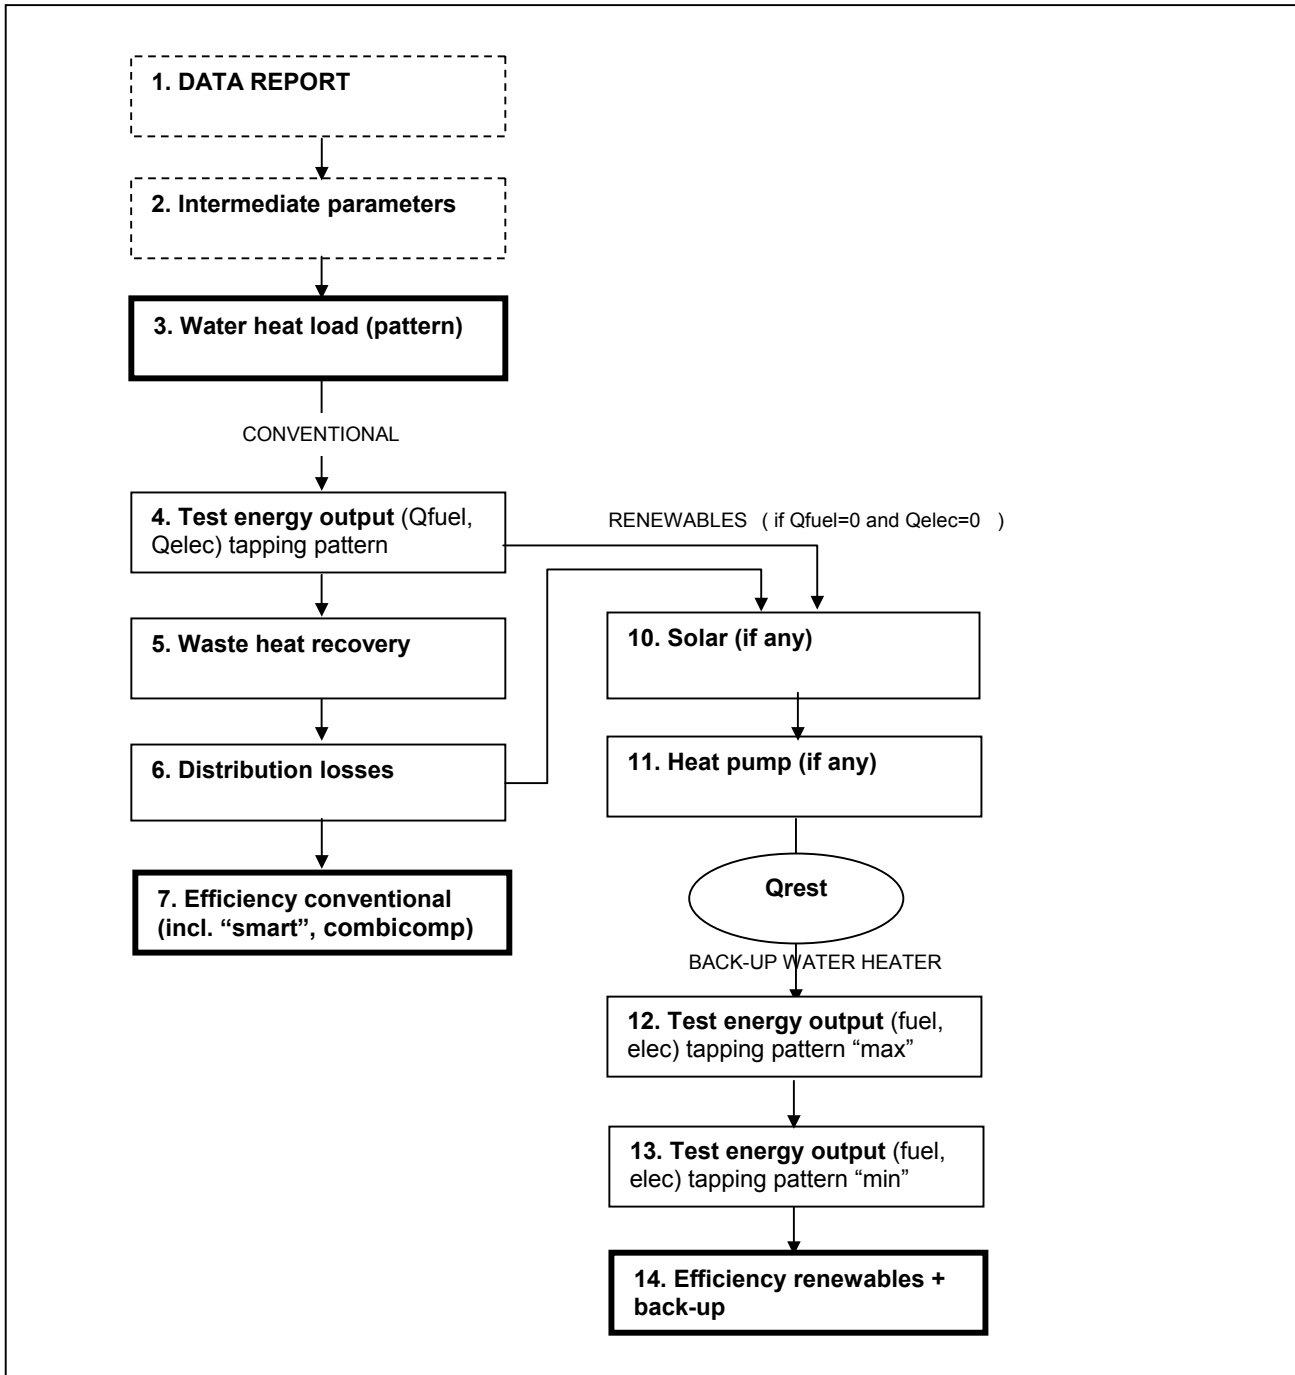 1. DATA REPORT
2. Intermediate parameters
3. Water heat load (pattern)
CONVENTIONAL
4. Test energy output (Qfuel,
Qelec) tapping pattern
RENEWABLES ( if Qfuel=0 and Qelec=0 )
5. Waste heat recovery
10. Solar (if any)
6. Distribution losses
11. Heat pump (if any)
7. Efficiency conventional
(incl. “smart”, combicomp)
Qrest
BACK-UP WATER HEATER
12. Test energy output (fuel,
elec) tapping pattern “max”
13. Test energy output (fuel,
elec) tapping pattern “min”
14. Efficiency renewables +
back-up